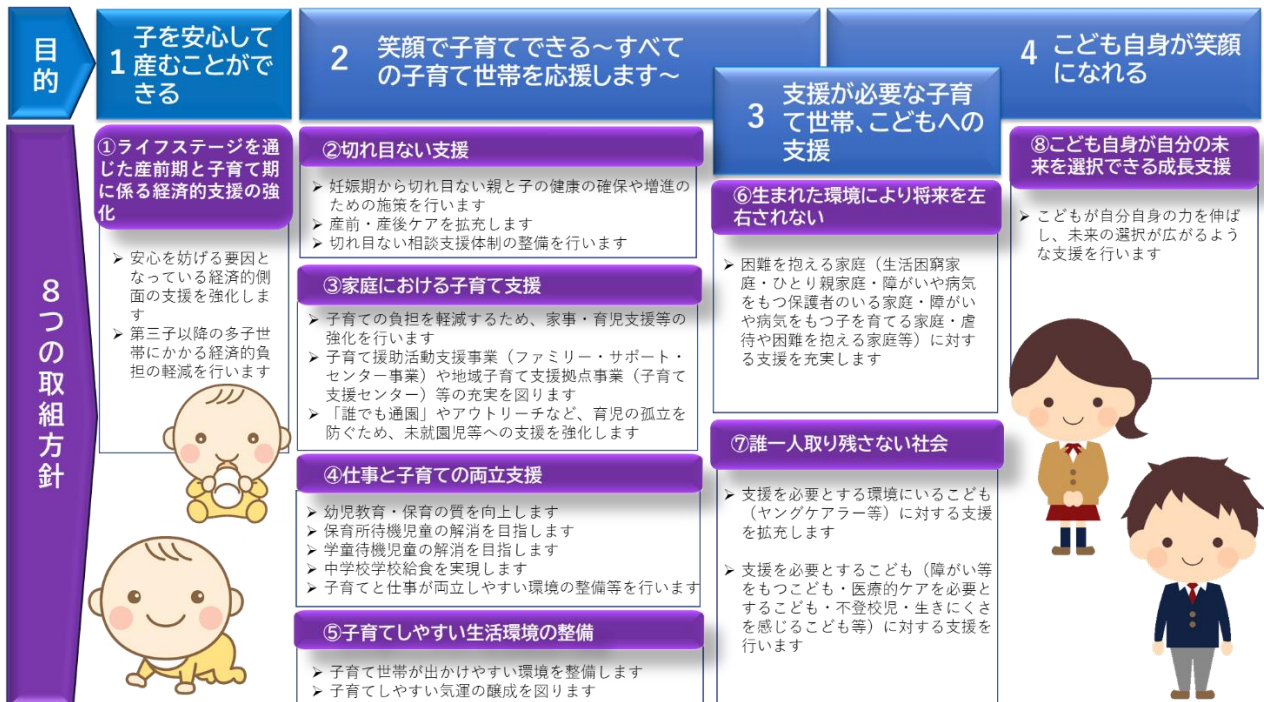 目的
1 子を安心して
産むことがで
きる
2 笑顔で子育てできる～すべて
の子育て世帯を応援します～
3 支援が必要な子育
て世帯、こどもへの
支援
4 こども自身が笑顔
になれる
8つの取組方針
①ライフステージを通
じた産前期と子育て期
に係る経済的支援の強
化
➢ 安心を妨げる要因と
なっている経済的側
面の支援を強化しま
す
➢ 第三子以降の多子世
帯にかかる経済的負
担の軽減を行います
②切れ目ない支援
➢ 妊娠期から切れ目ない親と子の健康の確保や増進の
ための施策を行います
➢ 産前・産後ケアを拡充します
➢ 切れ目ない相談支援体制の整備を行います
③家庭における子育て支援
➢ 子育ての負担を軽減するため、家事・育児支援等の
強化を行います
➢ 子育て援助活動支援事業（ファミリー・サポート・
センター事業）や地域子育て支援拠点事業（子育て
支援センター）等の充実を図ります
➢ 「誰でも通園」やアウトリーチなど、育児の孤立を
防ぐため、未就園児等への支援を強化します
④仕事と子育ての両立支援
➢ 幼児教育・保育の質を向上します
➢ 保育所待機児童の解消を目指します
➢ 学童待機児童の解消を目指します
➢ 中学校学校給食を実現します
➢ 子育てと仕事が両立しやすい環境の整備等を行います
⑤子育てしやすい生活環境の整備
➢ 子育て世帯が出かけやすい環境を整備します
➢ 子育てしやすい気運の醸成を図ります
⑥生まれた環境により将来を左
右されない
➢ 困難を抱える家庭（生活困窮家
庭・ひとり親家庭・障がいや病気
をもつ保護者のいる家庭・障がい
や病気をもつ子を育てる家庭・虐
待や困難を抱える家庭等）に対す
る支援を充実します
⑦誰一人取り残さない社会
➢ 支援を必要とする環境にいるこども
（ヤングケアラー等）に対する支援
を拡充します
➢ 支援を必要とするこども（障がい等
をもつこども・医療的ケアを必要と
するこども・不登校児・生きにくさ
を感じるこども等）に対する支援を
行います
⑧こども自身が自分の未
来を選択できる成長支援
➢ こどもが自分自身の力を伸ば
し、未来の選択が広がるよう
な支援を行います